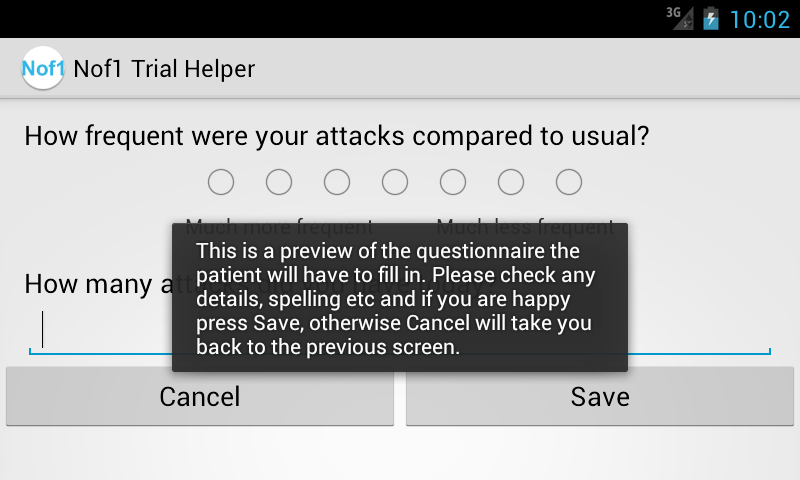 3G
10:02
Nof1 Nof1 Trial Helper
How frequent were your attacks compared to usual?
Much more frequent Much less frequent
This is a preview of the questionnaire the
patient will have to fill in. Please check any
details, spelling etc and if you are happy
press Save, otherwise Cancel will take you
back to the previous screen.
How many
Cancel Save